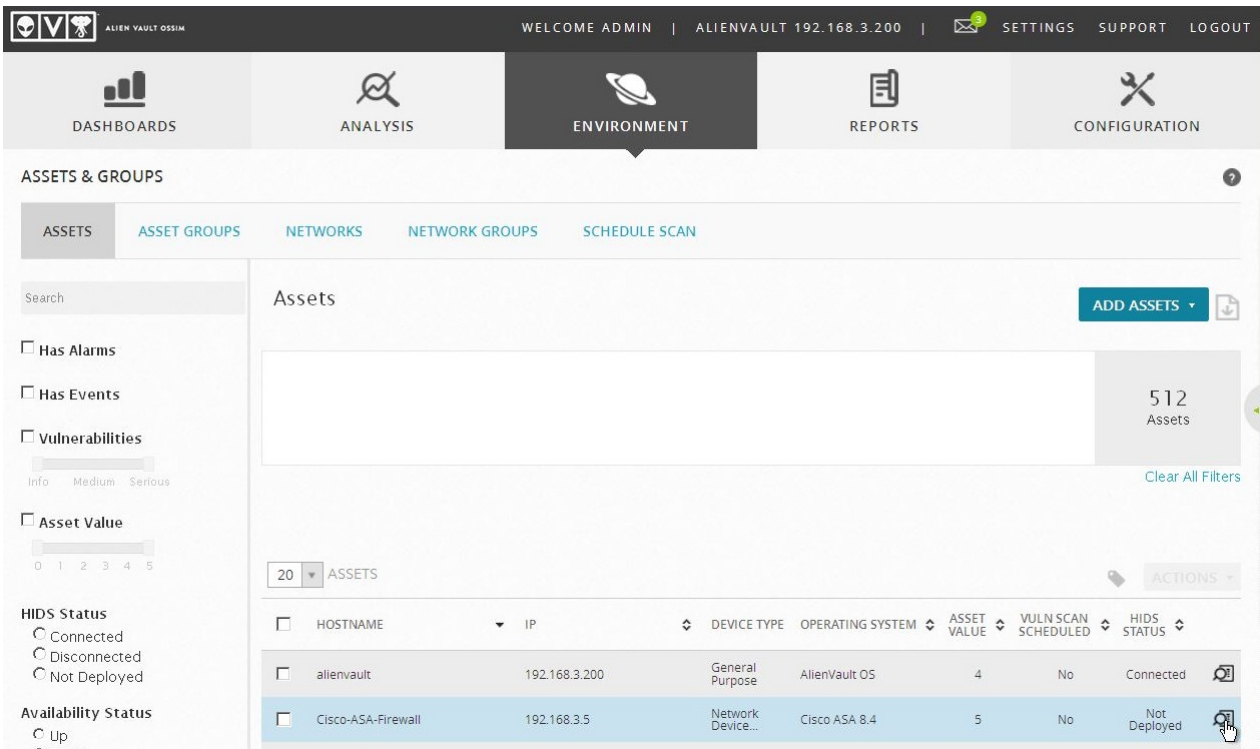 ALIEN VAULT OSSIM
WELCOME ADMIN | ALIENVAULT 192.168.3.200 | 3 SETTINGS SUPPORT LOGOUT
DASHBOARDS ANALYSIS ENVIRONMENT REPORTS CONFIGURATION
ASSETS & GROUPS ?
ASSETS ASSET GROUPS NETWORKS NETWORK GROUPS SCHEDULE SCAN
Search
Has Alarms
Has Events
Vulnerabilities
Info Medium Serious
Asset Value
0 1 2 3 4 5
HIDS Status
Connected
Disconnected
Not Deployed
Availability Status
Up
Assets
ADD ASSETS
512
Assets
Clear All Filters
20 ASSETS
ACTIONS
HOSTNAME IP DEVICE TYPE OPERATING SYSTEM ASSET VALUE VULN SCAN SCHEDULED HIDS STATUS
alienvault 192.168.3.200 General Purpose AlienVault OS 4 No Connected
Cisco-ASA-Firewall 192.168.3.5 Network Device... Cisco ASA 8.4 5 No Not Deployed